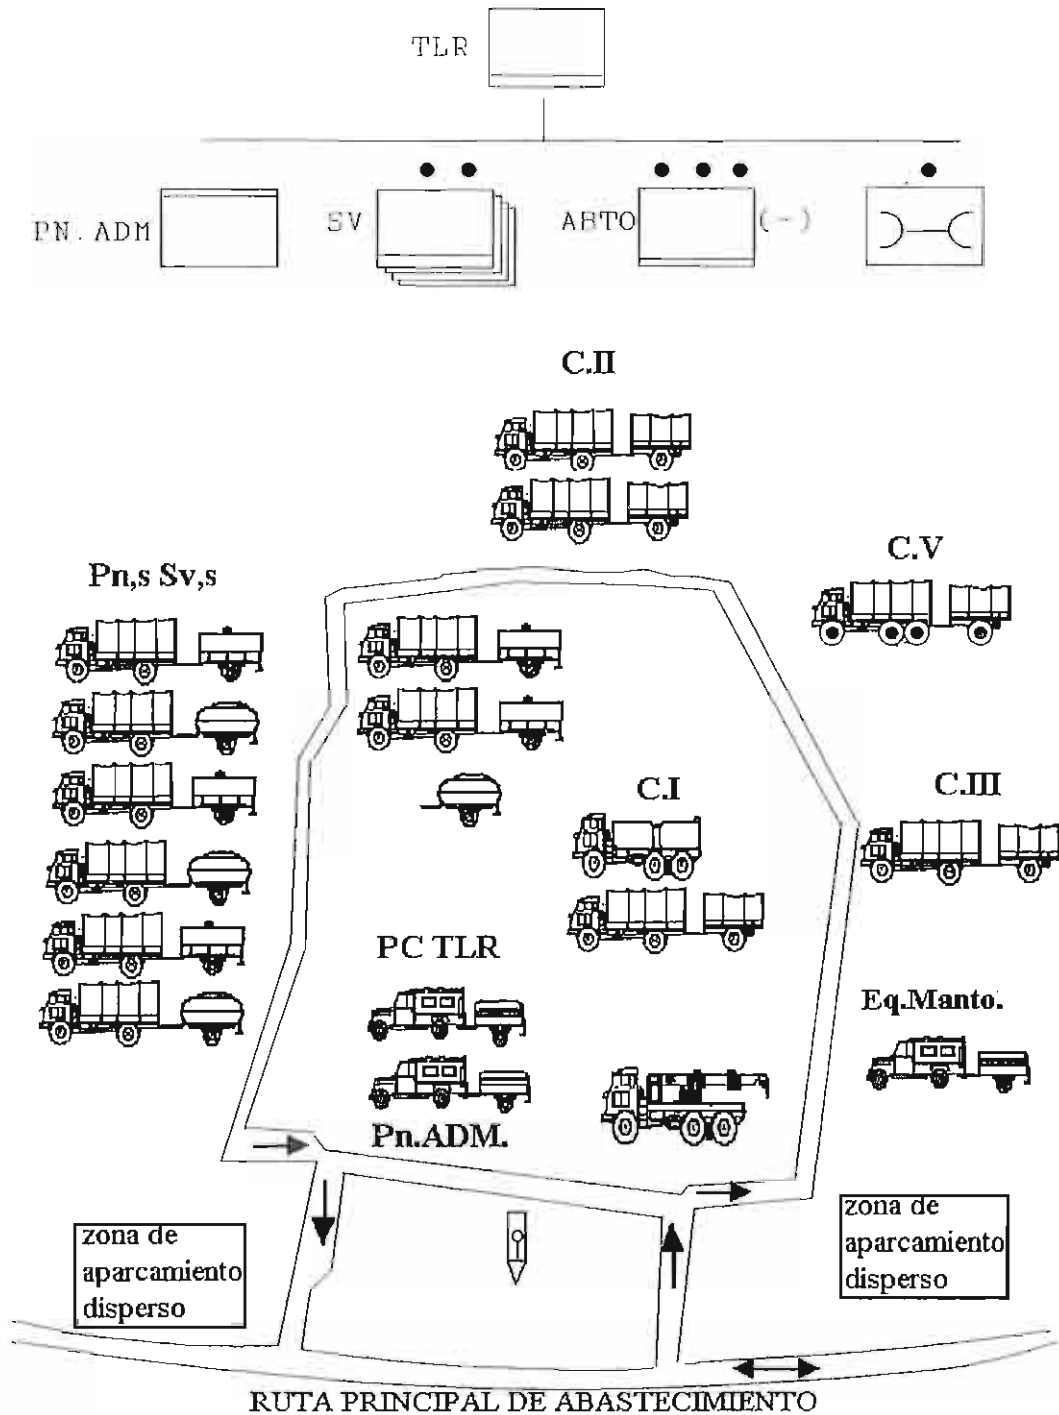 TLR
PN. ADM
SV
ABTO
(-)
C.II
C.V
Pn,s Sv,s
C.I
C.III
PC TLR
Eq.Manto.
Pn.ADM.
zona de
aparcamiento
disperso
zona de
aparcamiento
disperso
RUTA PRINCIPAL DE ABASTECIMIENTO